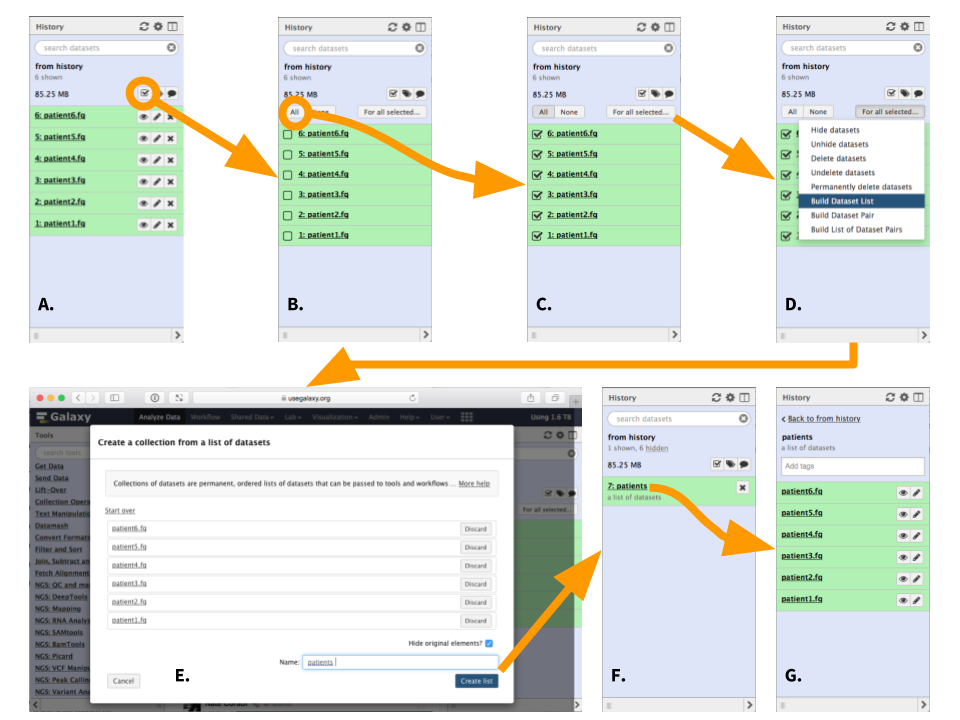 History
search datasets
from history
6 shown
85.25 MB
6: patient6.fq
5: patient5.fq
4: patient4.fq
3: patient3.fq
2: patient2.fq
1: patient1.fq
A.
History
search datasets
from history
6 shown
85.25 MB
All None For all selected...
6: patient6.fq
5: patient5.fq
4: patient4.fq
3: patient3.fq
2: patient2.fq
1: patient1.fq
B.
History
search datasets
from history
6 shown
85.25 MB
All None For all selected...
6: patient6.fq
5: patient5.fq
4: patient4.fq
3: patient3.fq
2: patient2.fq
1: patient1.fq
C.
History
search datasets
from history
6 shown
85.25 MB
All None For all selected...
Hide datasets
Unhide datasets
Delete datasets
Undelete datasets
Permanently delete datasets
Build Dataset List
Build Dataset Pair
Build List of Dataset Pairs
D.
usegalaxy.org
Galaxy Analyze Data Workflow Shared Data Lab Visualization Admin Help User Using 1.6 TB
Tools
search tools
Get Data
Send Data
Lift-Over
Collection Opera
Text Manipulatio
Datamash
Convert Formats
Filter and Sort
Join, Subtract an
Fetch Alignmen
NGS: QC and ma
NGS: DeepTools
NGS: Mapping
NGS: RNA Analys
NGS: SAMtools
NGS: BamTools
NGS: Picard
NGS: VCF Manipu
NGS: Peak Callin
NGS: Variant Ana
Create a collection from a list of datasets
Collections of datasets are permanent, ordered lists of datasets that can be passed to tools and workflows ... More help
For all selected...
Start over
patient6.fq Discard
patient5.fq Discard
patient4.fq Discard
patient3.fq Discard
patient2.fq Discard
patient1.fq Discard
Hide original elements?
Name: patients
Cancel Create list
E.
History
search datasets
from history
1 shown, 6 hidden
85.25 MB
7: patients
a list of datasets
F.
History
Back to from history
patients
a list of datasets
Add tags
patient6.fq
patient5.fq
patient4.fq
patient3.fq
patient2.fq
patient1.fq
G.